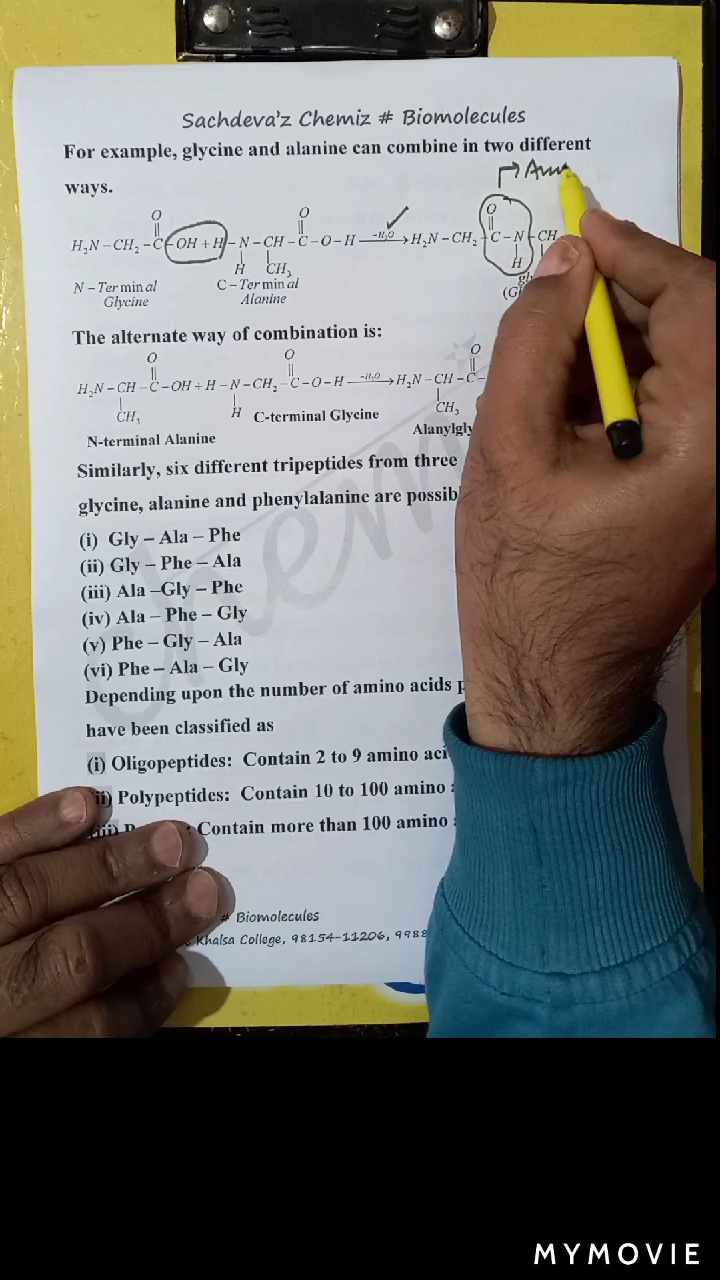 Sachdeva'z Chemiz # Biomolecules
For example, glycine and alanine can combine in two different
ways.
H₂N – CH₂ – C(=O) – OH + H – N(H) – CH(CH₃) – C(=O) – O – H —(–H₂O)→ H₂N – CH₂ – C(=O) – N(H) – CH
N – Terminal C – Terminal
Glycine Alanine
The alternate way of combination is:
H₂N – CH(CH₃) – C(=O) – OH + H – N(H) – CH₂ – C(=O) – O – H —(–H₂O)→ H₂N – CH(CH₃) – C(=O) –
C-terminal Glycine
N-terminal Alanine Alanylgly
Similarly, six different tripeptides from three
glycine, alanine and phenylalanine are possib
(i) Gly – Ala – Phe
(ii) Gly – Phe – Ala
(iii) Ala –Gly – Phe
(iv) Ala – Phe – Gly
(v) Phe – Gly – Ala
(vi) Phe – Ala – Gly
Depending upon the number of amino acids p
have been classified as
(i) Oligopeptides: Contain 2 to 9 amino aci
ii) Polypeptides: Contain 10 to 100 amino
Contain more than 100 amino
# Biomolecules
Khalsa College, 98154-11206, 9988
MYMOVIE